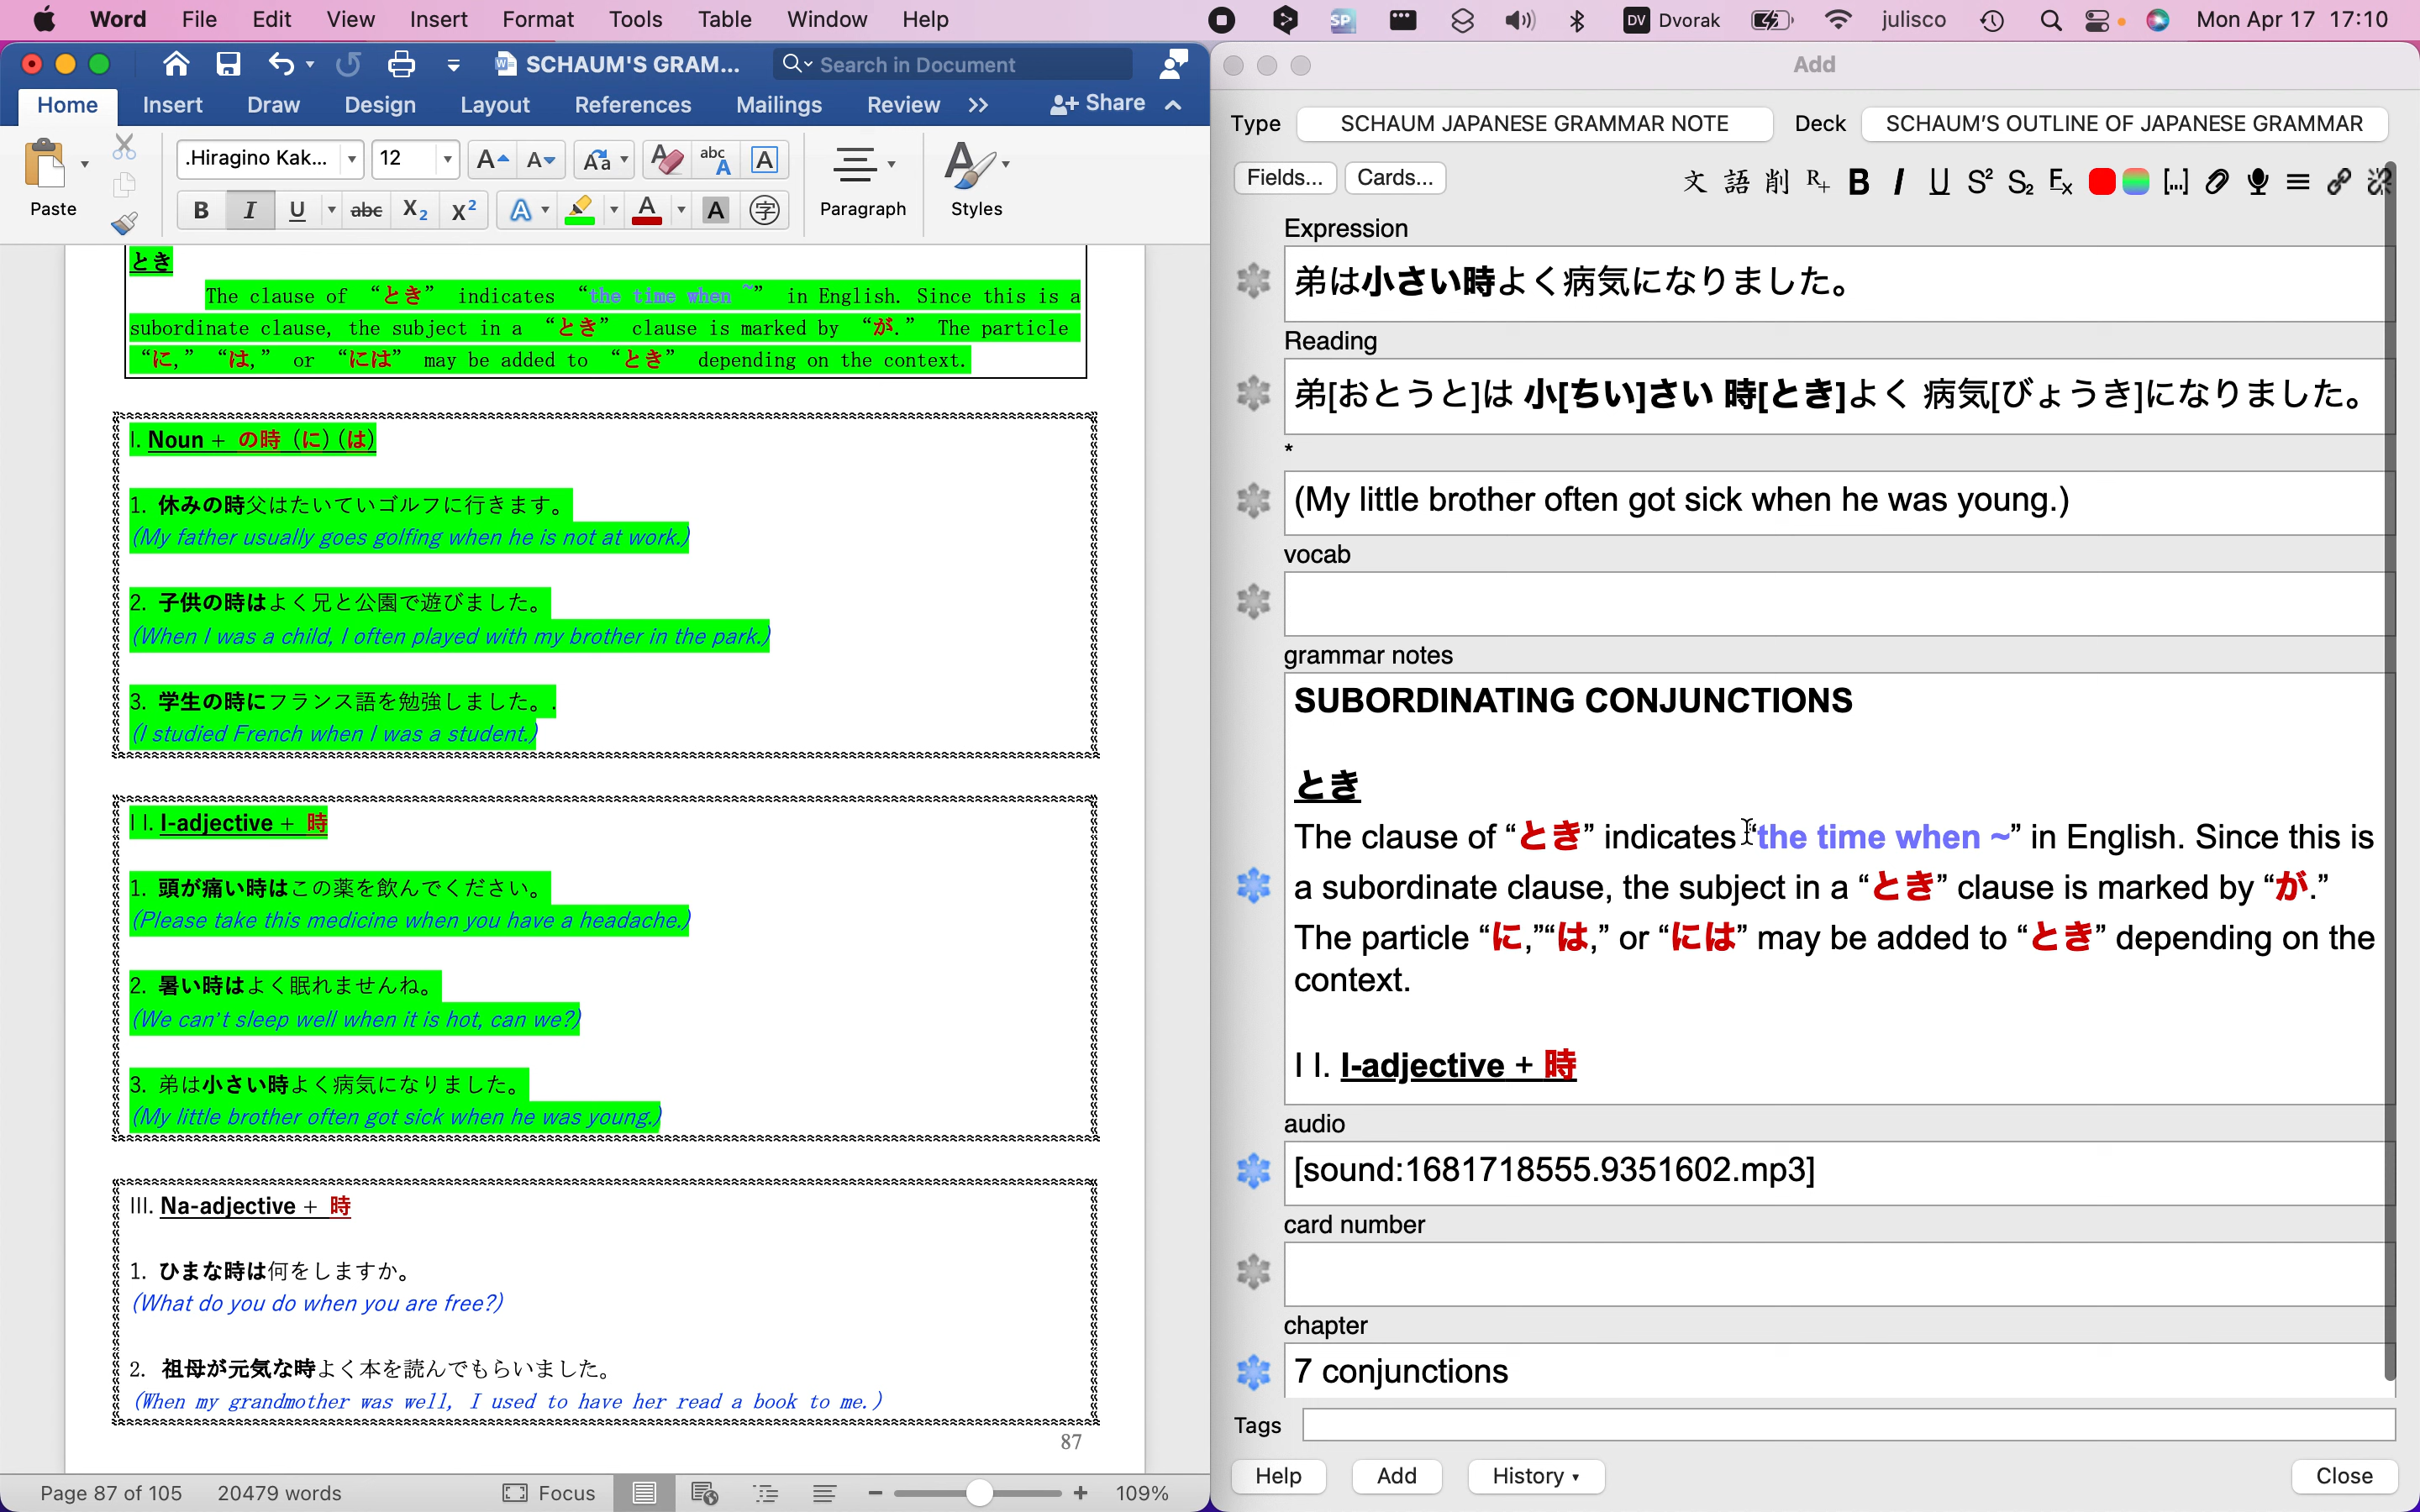 Word File Edit View Insert Format Tools Table Window Help
SP DV Dvorak julisco Mon Apr 17 17:10
SCHAUM'S GRAM... Search in Document
Home Insert Draw Design Layout References Mailings Review >> Share
Paste .Hiragino Kak... 12 A A Aa A abc A A Paragraph Styles
B I U abc X2 X2 A A A 字
とき
The clause of “とき” indicates “the time when ~” in English. Since this is a
subordinate clause, the subject in a “とき” clause is marked by “が.” The particle
“に,” “は,” or “には” may be added to “とき” depending on the context.
I. Noun + の時 (に) (は)
1. 休みの時父はたいていゴルフに行きます。
(My father usually goes golfing when he is not at work.)
2. 子供の時はよく兄と公園で遊びました。
(When I was a child, I often played with my brother in the park.)
3. 学生の時にフランス語を勉強しました。.
(I studied French when I was a student.)
I I. I-adjective + 時
1. 頭が痛い時はこの薬を飲んでください。
(Please take this medicine when you have a headache.)
2. 暑い時はよく眠れませんね。
(We can't sleep well when it is hot, can we?)
3. 弟は小さい時よく病気になりました。
(My little brother often got sick when he was young.)
III. Na-adjective + 時
1. ひまな時は何をしますか。
(What do you do when you are free?)
2. 祖母が元気な時よく本を読んでもらいました。
(When my grandmother was well, I used to have her read a book to me.)
87
Page 87 of 105 20479 words Focus 109%
Add
Type SCHAUM JAPANESE GRAMMAR NOTE Deck SCHAUM'S OUTLINE OF JAPANESE GRAMMAR
Fields... Cards... 文 語 削 R+ B I U S2 S2 Ex [...]
Expression
弟は小さい時よく病気になりました。
Reading
弟[おとうと]は 小[ちい]さい 時[とき]よく 病気[びょうき]になりました。
*
(My little brother often got sick when he was young.)
vocab
grammar notes
SUBORDINATING CONJUNCTIONS
とき
The clause of “とき” indicates “the time when ~” in English. Since this is
a subordinate clause, the subject in a “とき” clause is marked by “が.”
The particle “に,”“は,” or “には” may be added to “とき” depending on the
context.
I I. I-adjective + 時
audio
[sound:1681718555.9351602.mp3]
card number
chapter
7 conjunctions
Tags
Help Add History Close